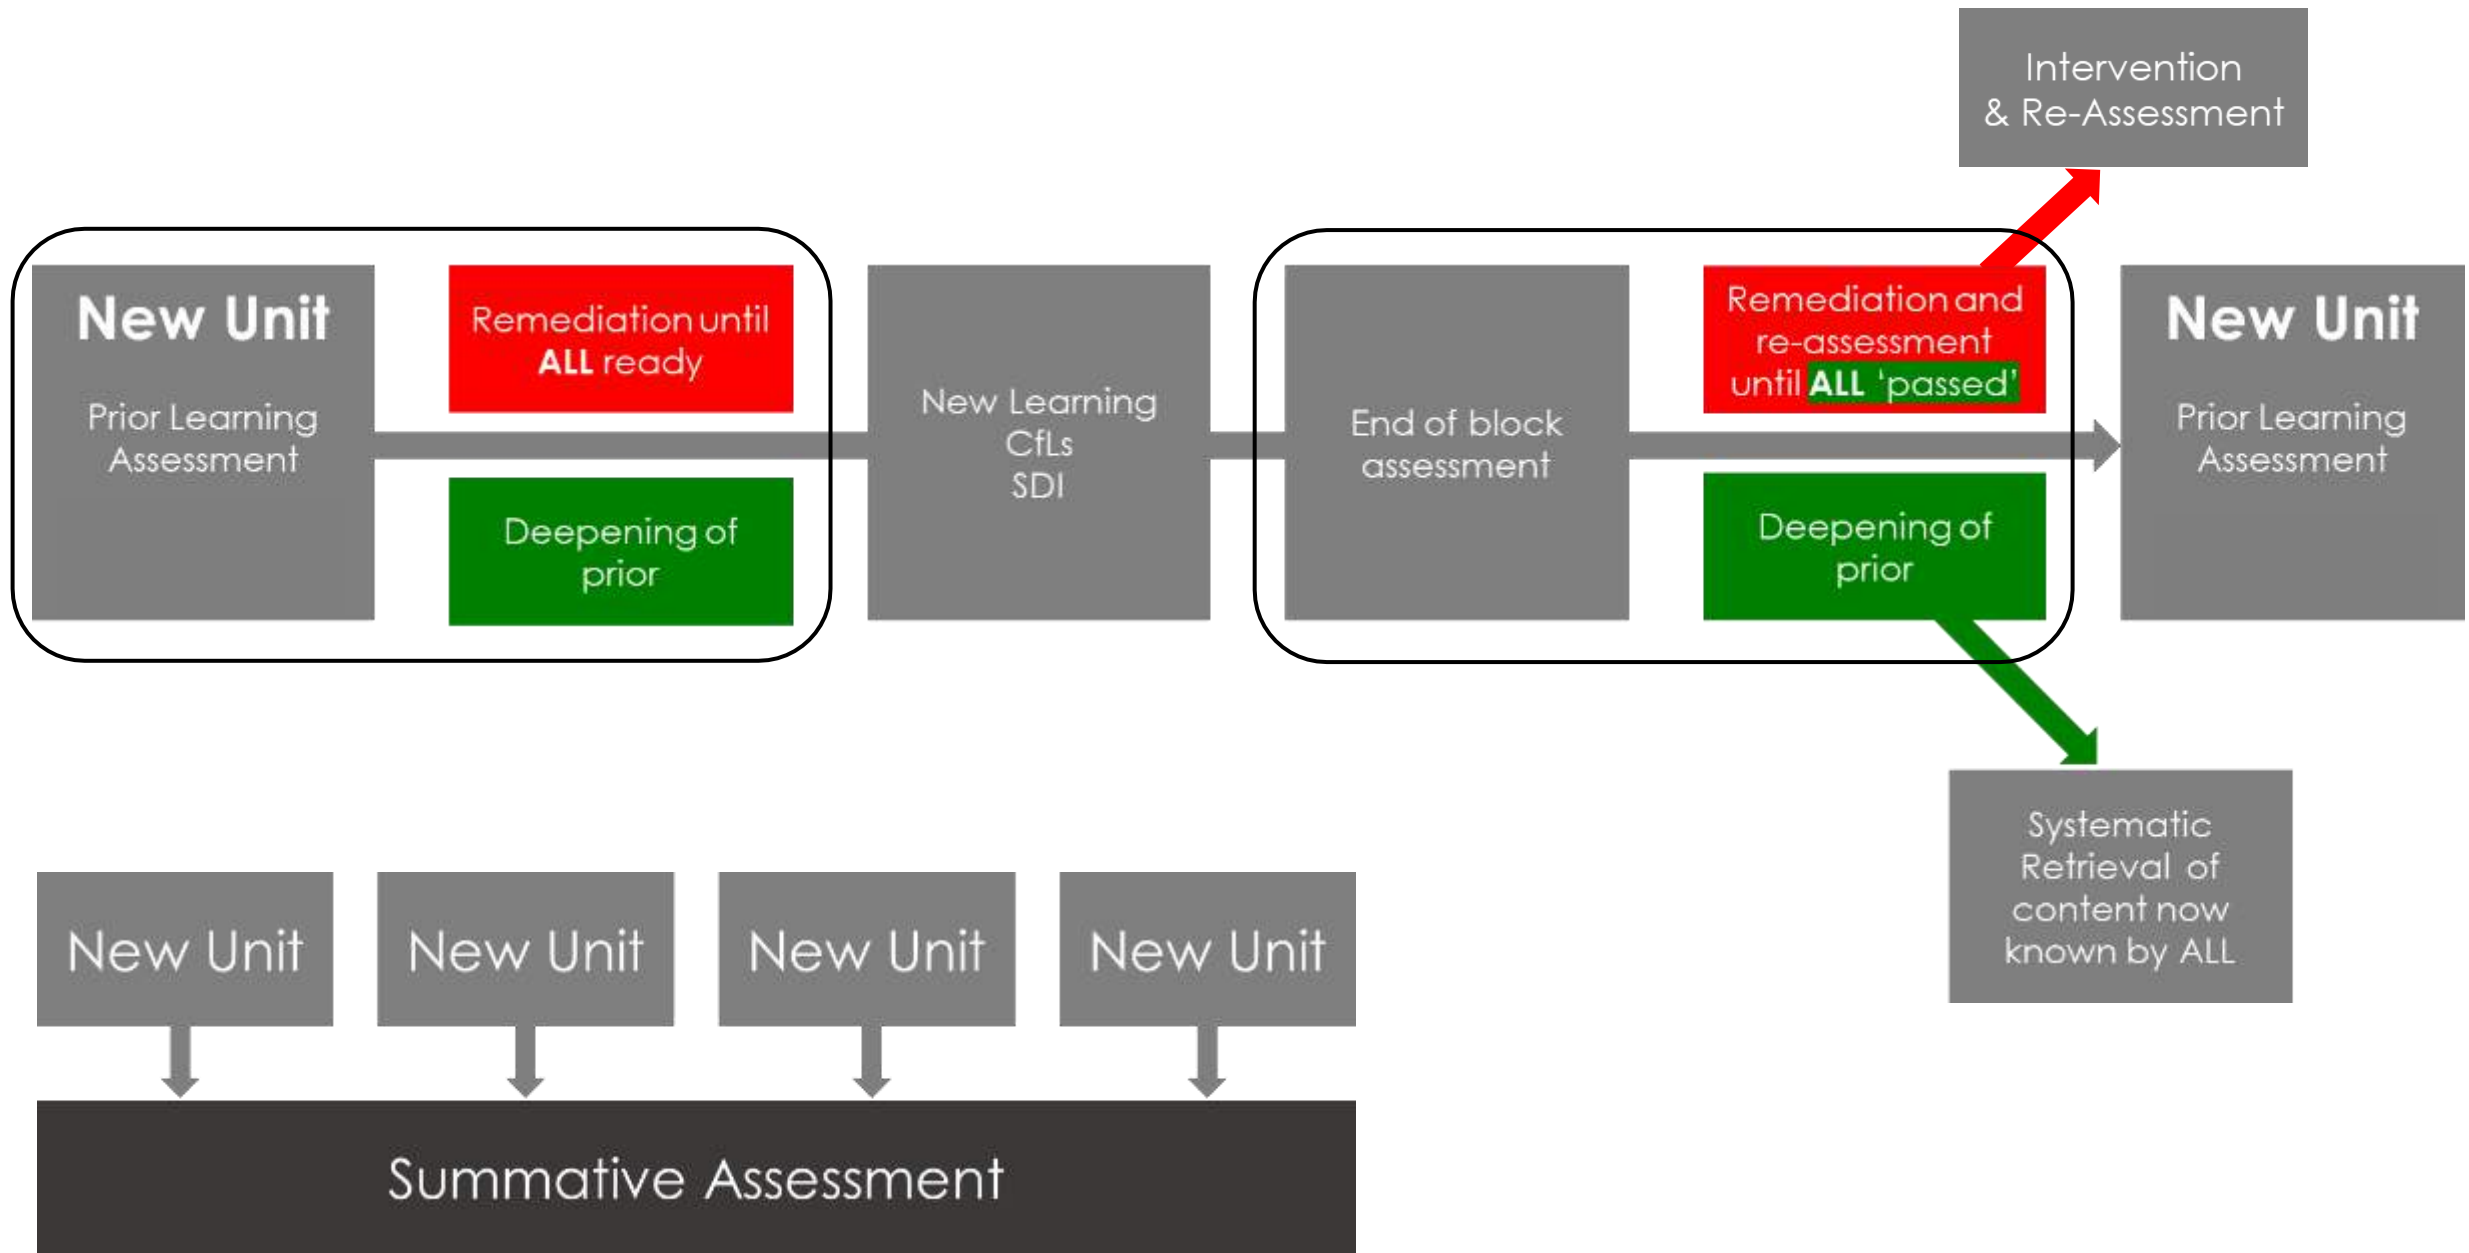 Intervention
& Re-Assessment
New Unit
Prior Learning
Assessment
Remediation until
ALL ready
Deepening of
prior
New Learning
CfLs
SDI
End of block
assessment
Remediation and
re-assessment
until ALL ‘passed’
Deepening of
prior
New Unit
Prior Learning
Assessment
Systematic
Retrieval of
content now
known by ALL
New Unit
New Unit
New Unit
New Unit
Summative Assessment